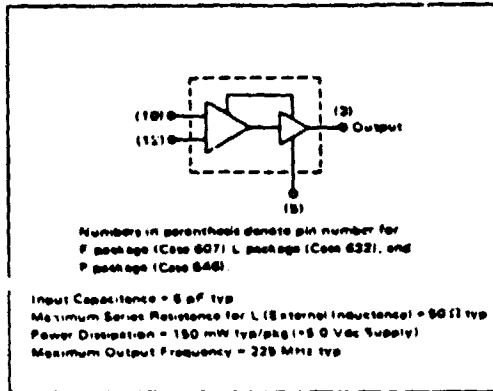 (10)
(12)
(3)
Output
(5)
Numbers in parenthesis denote pin number for
F package (Case 607) L package (Case 632), and
P package (Case 646).
Input Capacitance = 6 pF typ
Maximum Series Resistance for L (External Inductance) = 50 Ω typ
Power Dissipation = 150 mW typ/pkg (+5.0 Vdc Supply)
Maximum Output Frequency = 225 MHz typ